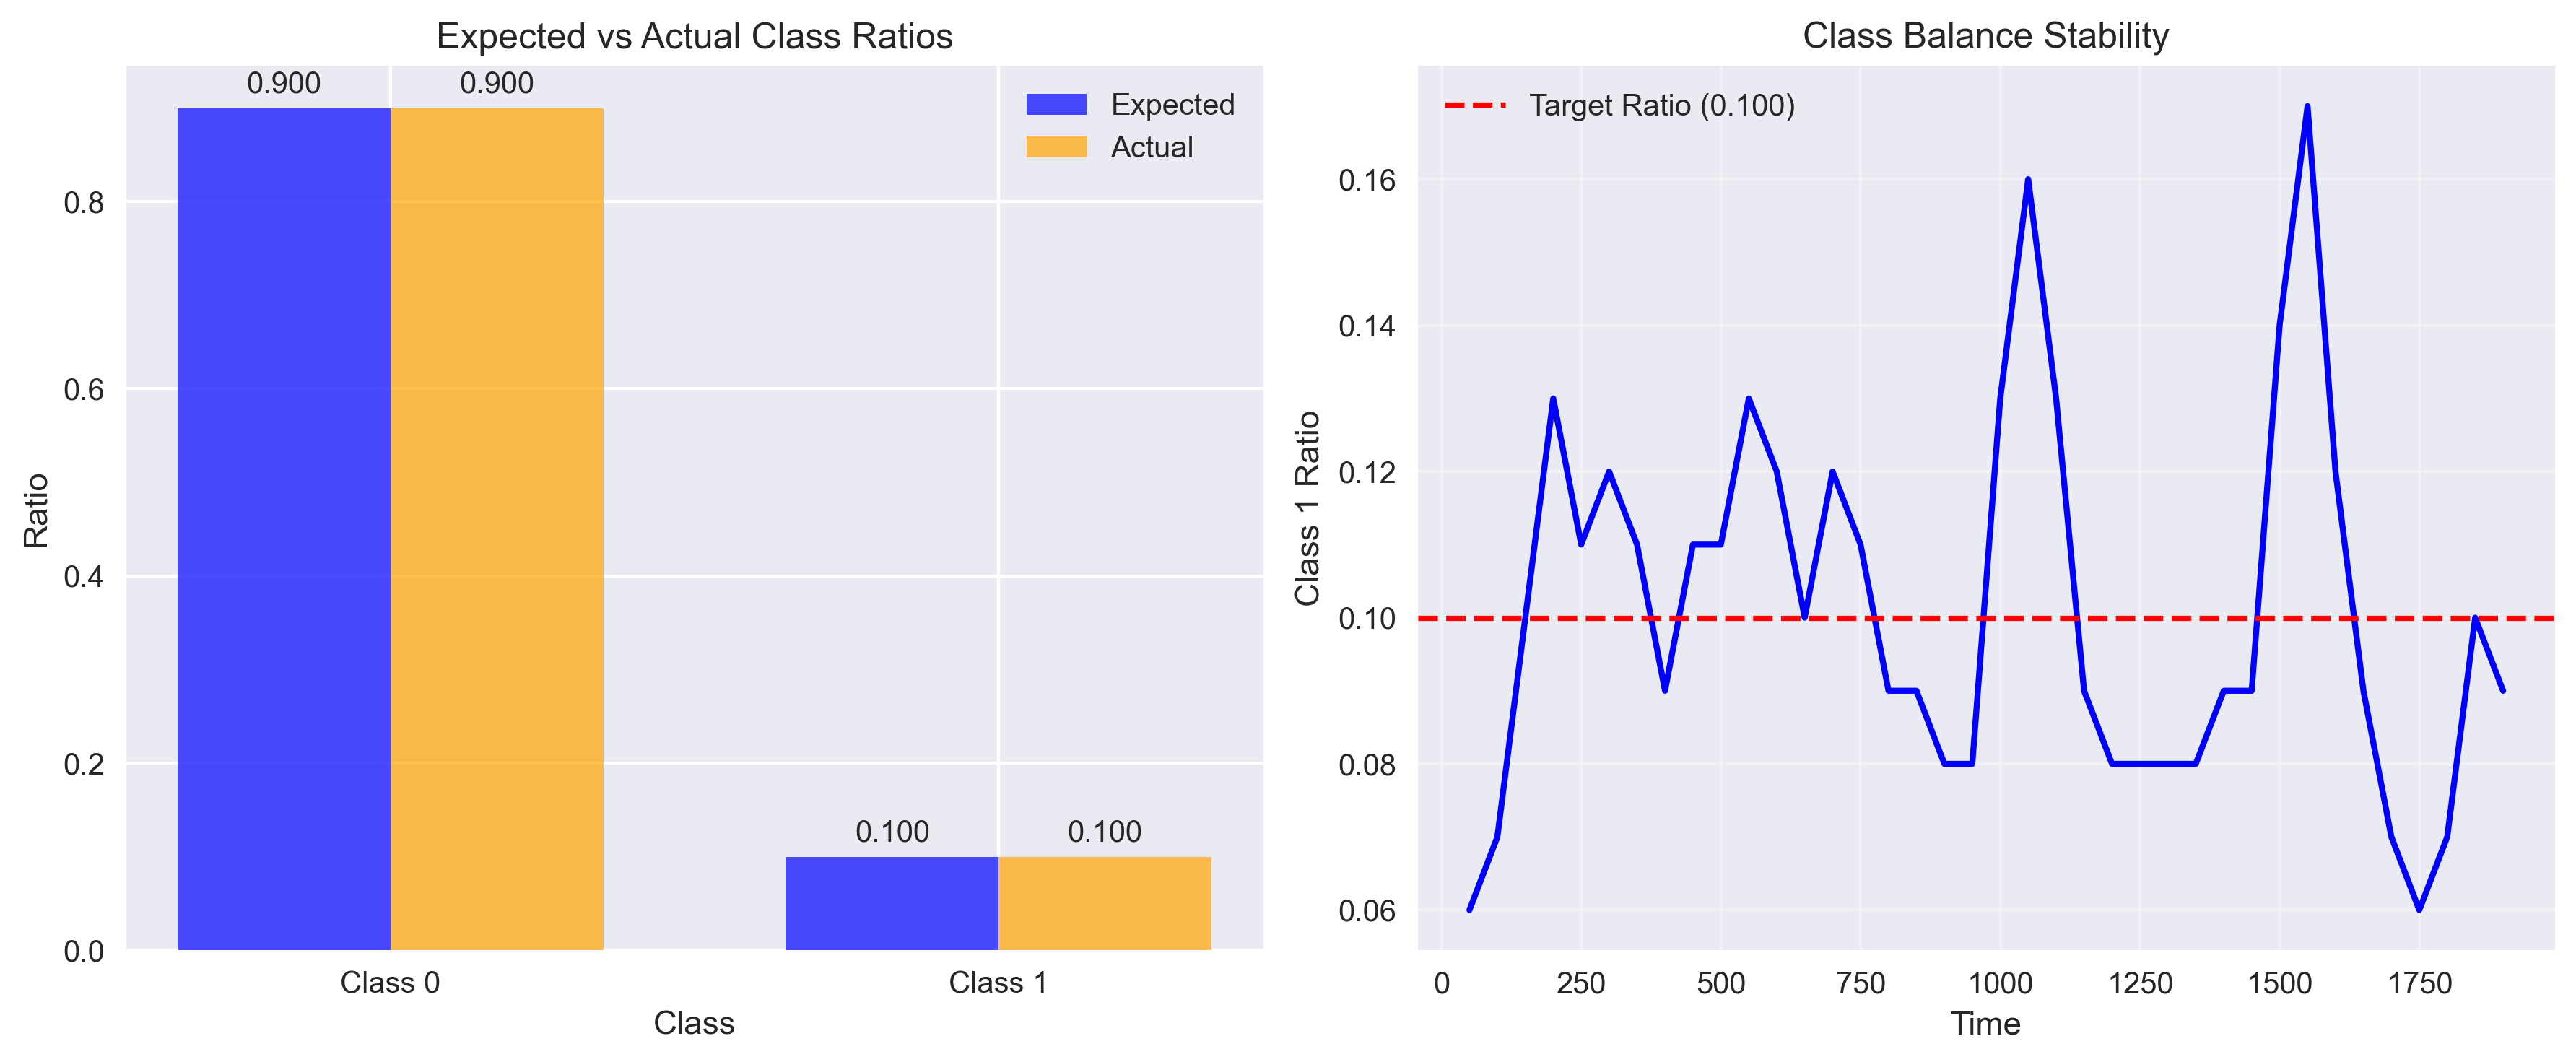 Expected vs Actual Class Ratios
0.900
0.900
Expected
Actual
0.8
0.6
0.4
0.2
0.0
0.100
0.100
Ratio
Class 0
Class 1
Class
Class Balance Stability
Target Ratio (0.100)
0.16
0.14
0.12
0.10
0.08
0.06
Class 1 Ratio
0
250
500
750
1000
1250
1500
1750
Time